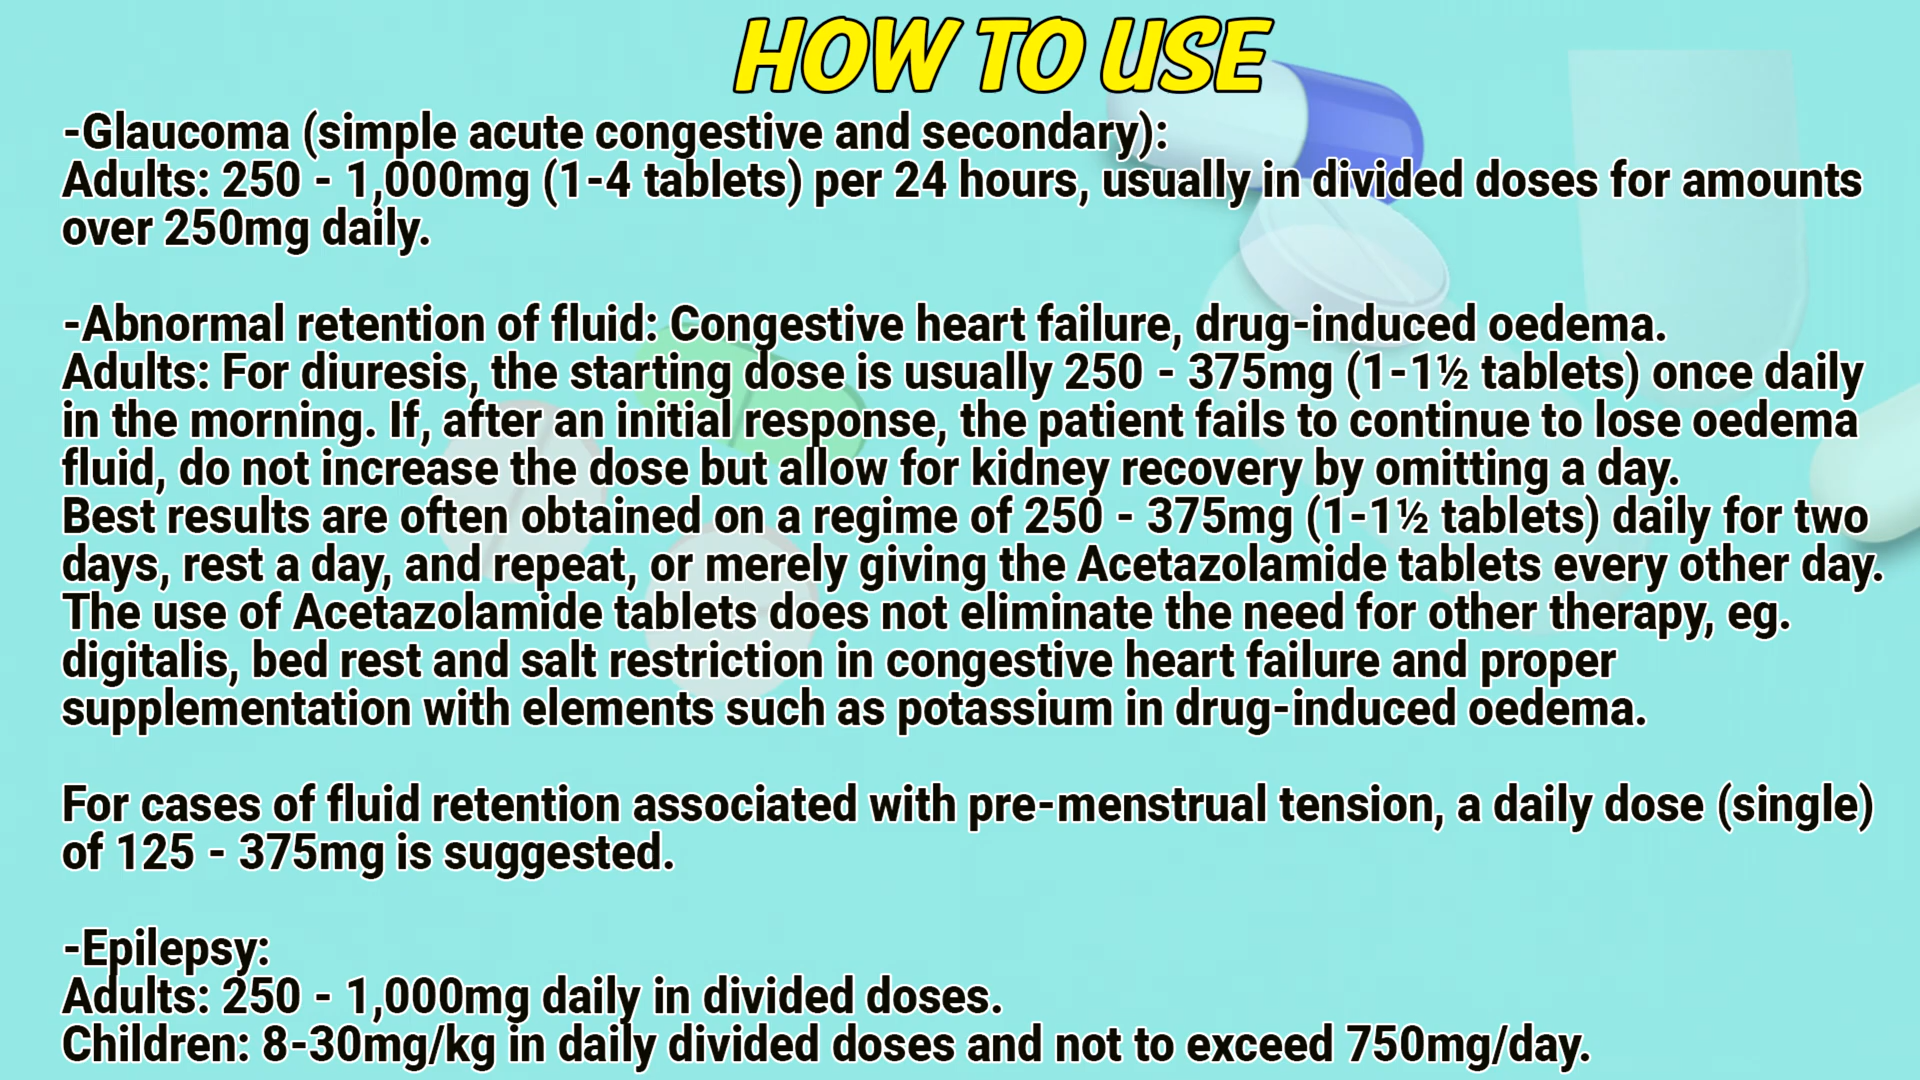 HOW TO USE
-Glaucoma (simple acute congestive and secondary):
Adults: 250 - 1,000mg (1-4 tablets) per 24 hours, usually in divided doses for amounts
over 250mg daily.
-Abnormal retention of fluid: Congestive heart failure, drug-induced oedema.
Adults: For diuresis, the starting dose is usually 250 - 375mg (1-1½ tablets) once daily
in the morning. If, after an initial response, the patient fails to continue to lose oedema
fluid, do not increase the dose but allow for kidney recovery by omitting a day.
Best results are often obtained on a regime of 250 - 375mg (1-1½ tablets) daily for two
days, rest a day, and repeat, or merely giving the Acetazolamide tablets every other day.
The use of Acetazolamide tablets does not eliminate the need for other therapy, eg.
digitalis, bed rest and salt restriction in congestive heart failure and proper
supplementation with elements such as potassium in drug-induced oedema.
For cases of fluid retention associated with pre-menstrual tension, a daily dose (single)
of 125 - 375mg is suggested.
-Epilepsy:
Adults: 250 - 1,000mg daily in divided doses.
Children: 8-30mg/kg in daily divided doses and not to exceed 750mg/day.